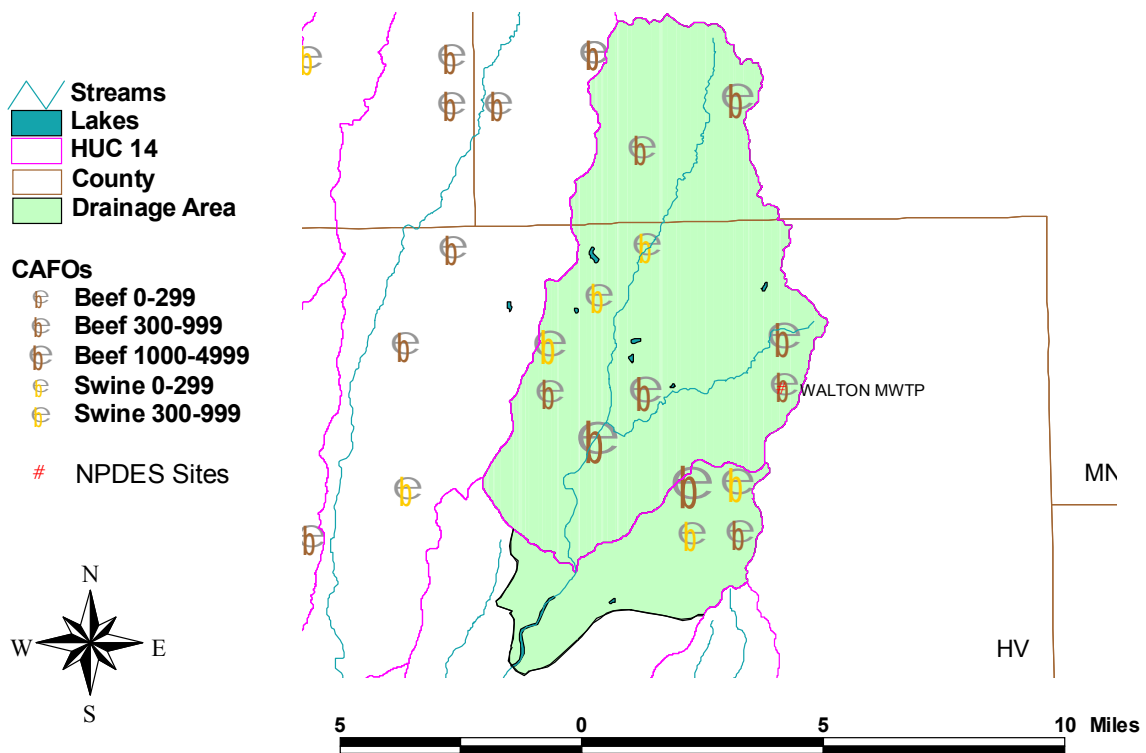 Streams
Lakes
HUC 14
County
Drainage Area
CAFOs
Beef 0-299
Beef 300-999
Beef 1000-4999
Swine 0-299
Swine 300-999
# NPDES Sites
# WALTON MWTP
MN
HV
N
W E
S
5 0 5 10 Miles